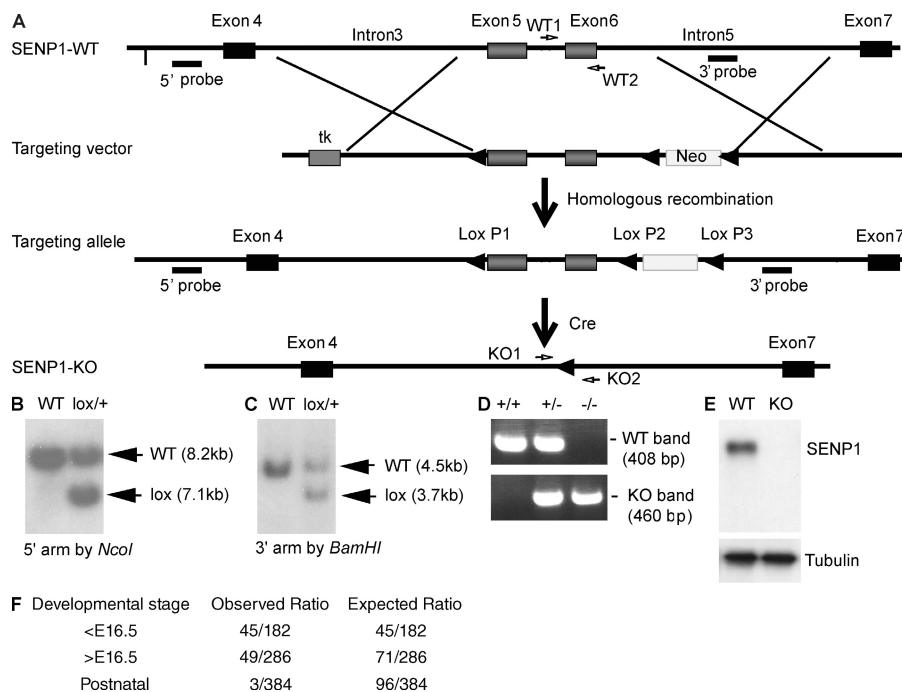 A
Exon 4
Intron3
Exon 5
WT1
Exon6
Intron5
Exon7
SENP1-WT
5' probe
WT2
3' probe
tk
Targeting vector
Neo
Homologous recombination
Targeting allele
Exon 4
Lox P1
Lox P2
Lox P3
Exon7
5' probe
3' probe
Cre
Exon 4
Exon7
SENP1-KO
KO1
KO2
B
WT lox/+
WT (8.2kb)
lox (7.1kb)
5' arm by NcoI
C
WT lox/+
WT (4.5kb)
lox (3.7kb)
3' arm by BamHI
D
+/+ +/- -/-
- WT band
(408 bp)
- KO band
(460 bp)
E
WT KO
SENP1
Tubulin
F
Developmental stage Observed Ratio Expected Ratio
<E16.5 45/182 45/182
>E16.5 49/286 71/286
Postnatal 3/384 96/384